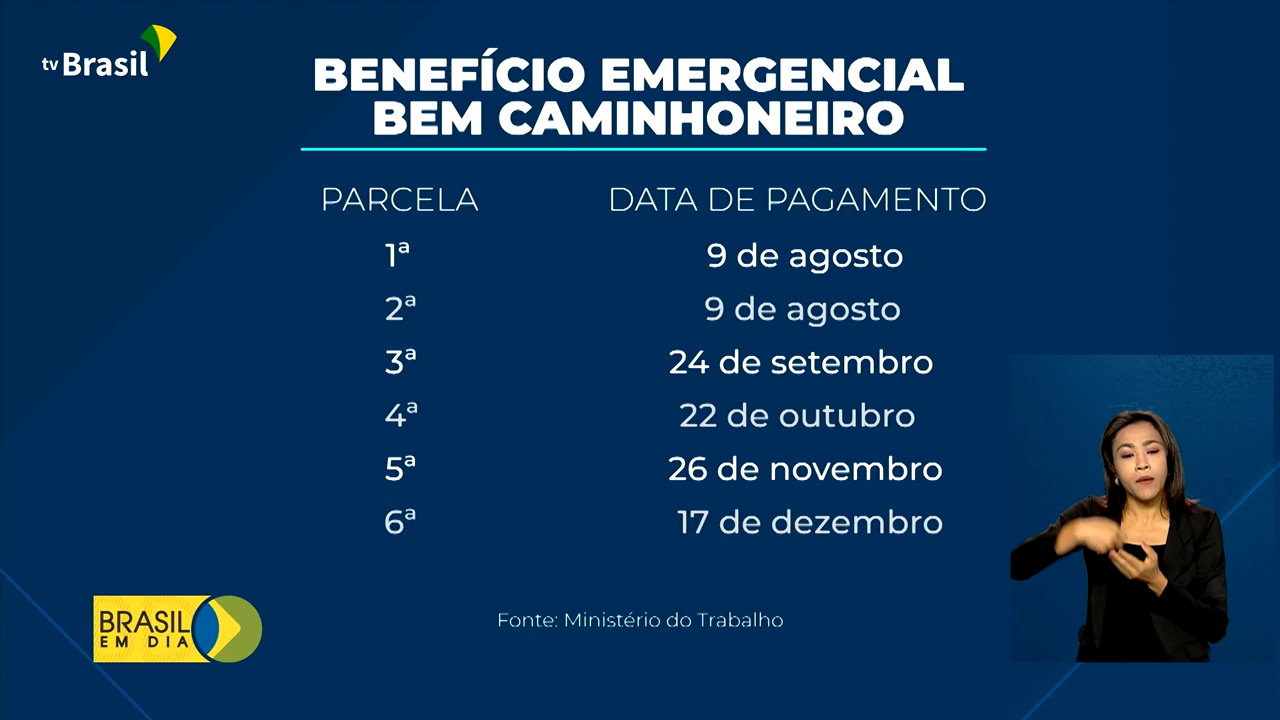 tv Brasil
BENEFÍCIO EMERGENCIAL
BEM CAMINHONEIRO
PARCELA DATA DE PAGAMENTO
1ª 9 de agosto
2ª 9 de agosto
3ª 24 de setembro
4ª 22 de outubro
5ª 26 de novembro
6ª 17 de dezembro
BRASIL
EM DIA
Fonte: Ministério do Trabalho